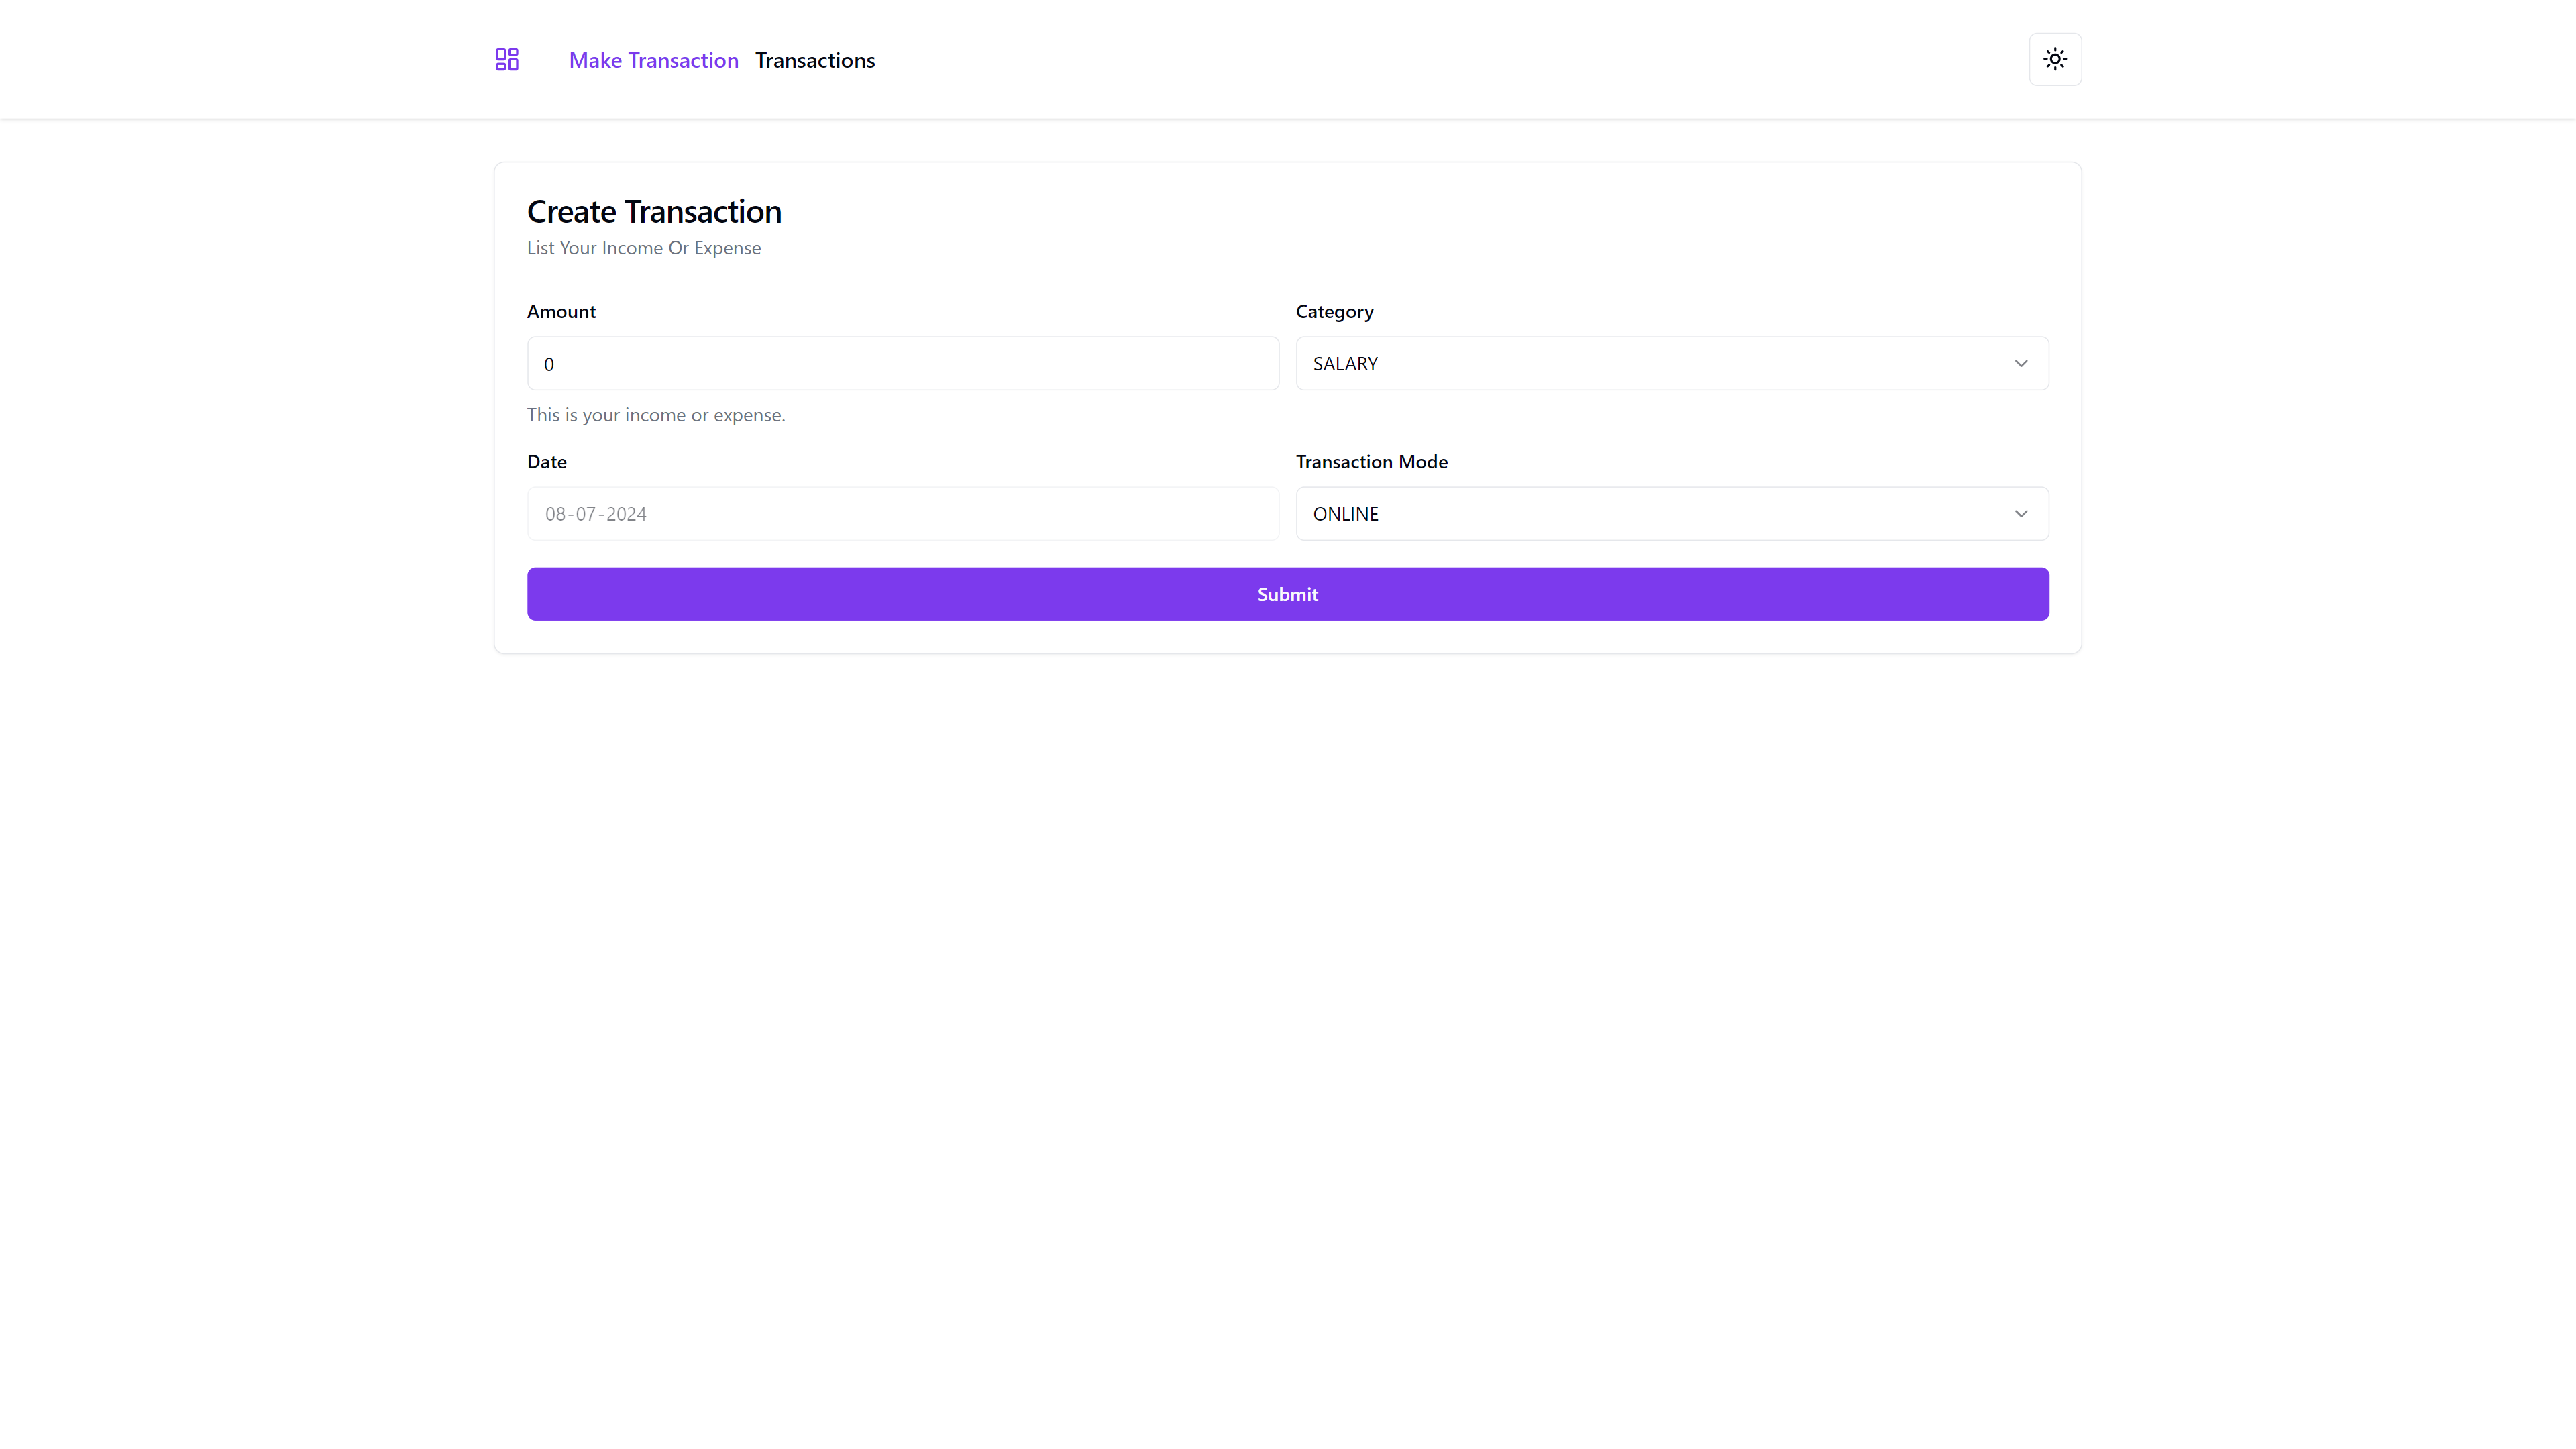 Make Transaction Transactions
Create Transaction
List Your Income Or Expense
Amount Category
0 SALARY
This is your income or expense.
Date Transaction Mode
08-07-2024 ONLINE
Submit